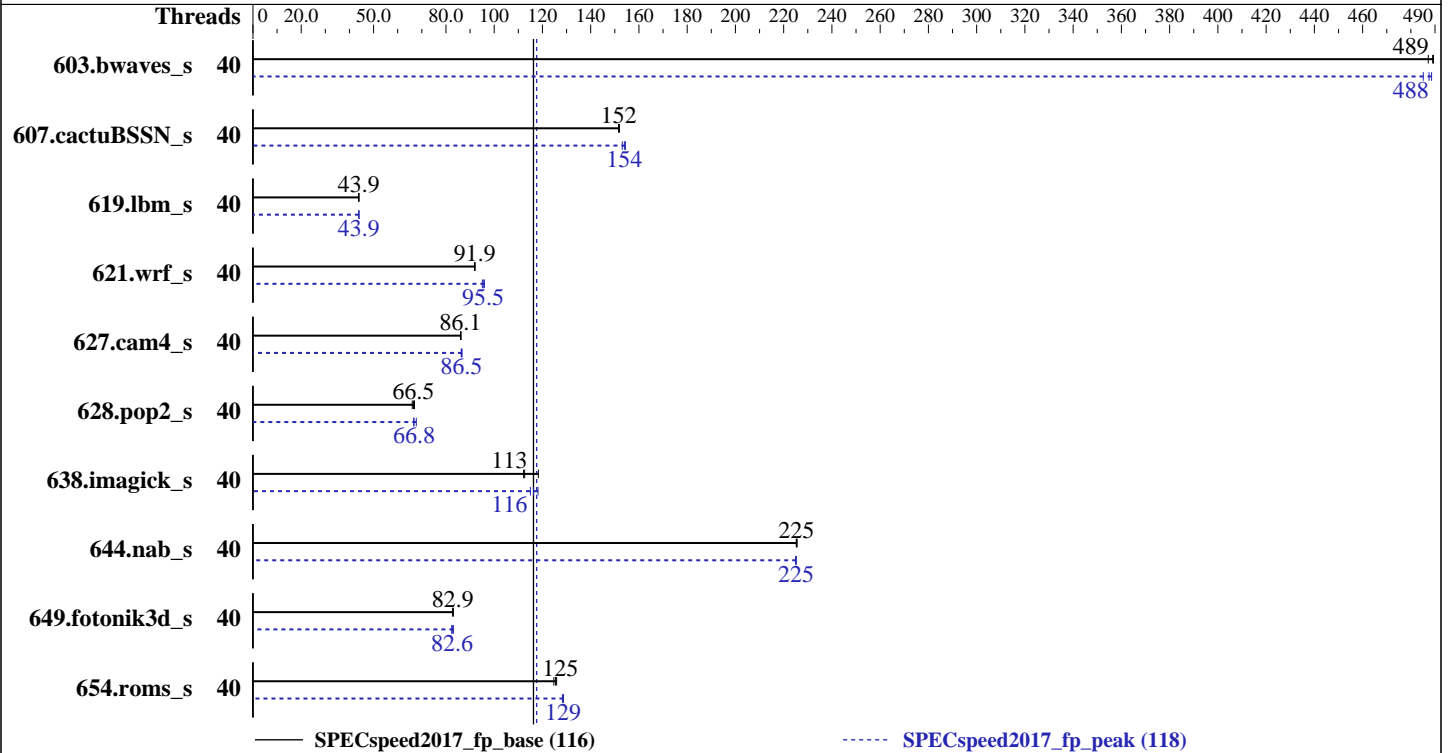 Threads 0 20.0 50.0 80.0 100 120 140 160 180 200 220 240 260 280 300 320 340 360 380 400 420 440 460 490
603.bwaves_s 40 489
488
607.cactuBSSN_s 40 152
154
619.lbm_s 40 43.9
43.9
621.wrf_s 40 91.9
95.5
627.cam4_s 40 86.1
86.5
628.pop2_s 40 66.5
66.8
638.imagick_s 40 113
116
644.nab_s 40 225
225
649.fotonik3d_s 40 82.9
82.6
654.roms_s 40 125
129
SPECspeed2017_fp_base (116) SPECspeed2017_fp_peak (118)